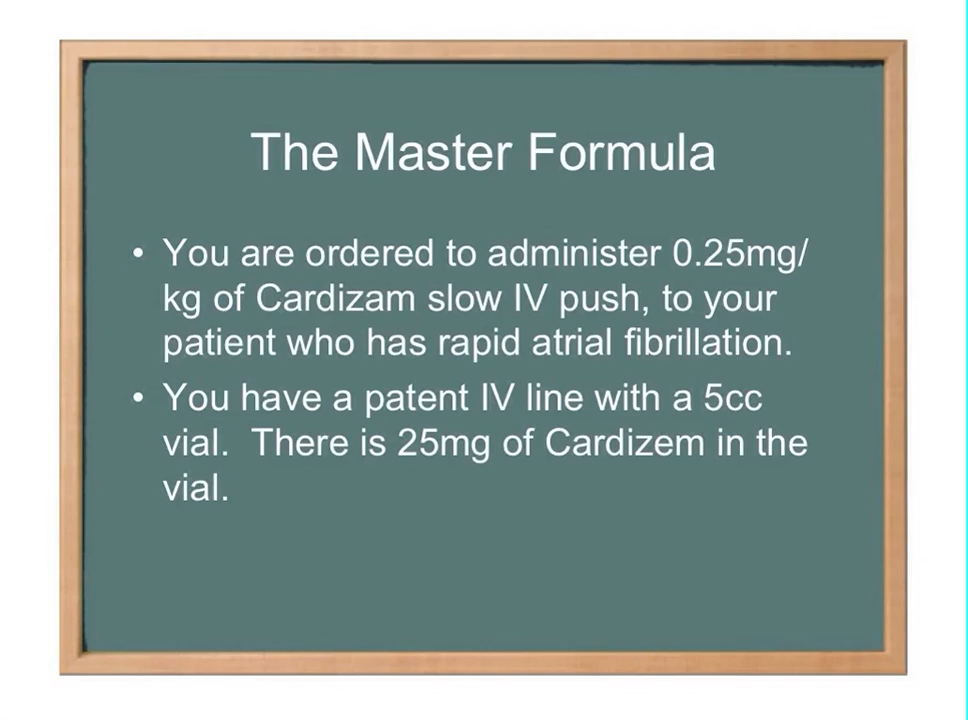 The Master Formula
• You are ordered to administer 0.25mg/
kg of Cardizam slow IV push, to your
patient who has rapid atrial fibrillation.
• You have a patent IV line with a 5cc
vial.  There is 25mg of Cardizem in the
vial.